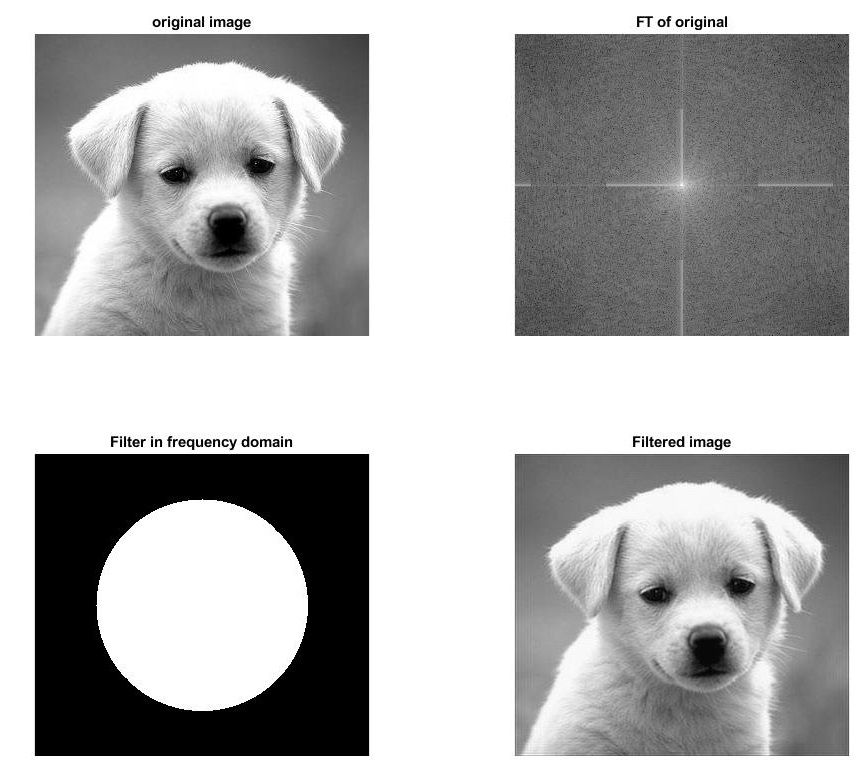 original image
FT of original
Filter in frequency domain
Filtered image